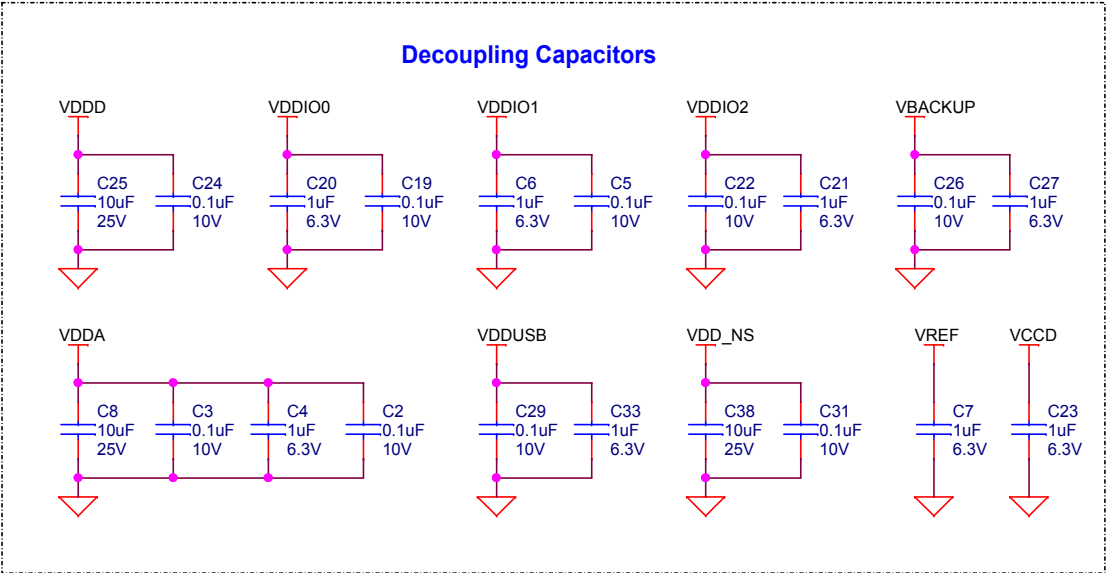 Decoupling Capacitors
VDDD
VDDIO0
VDDIO1
VDDIO2
VBACKUP
C25
10uF
25V
C24
0.1uF
10V
C20
1uF
6.3V
C19
0.1uF
10V
C6
1uF
6.3V
C5
0.1uF
10V
C22
0.1uF
10V
C21
1uF
6.3V
C26
0.1uF
10V
C27
1uF
6.3V
VDDA
VDDUSB
VDD_NS
VREF
VCCD
C8
10uF
25V
C3
0.1uF
10V
C4
1uF
6.3V
C2
0.1uF
10V
C29
0.1uF
10V
C33
1uF
6.3V
C38
10uF
25V
C31
0.1uF
10V
C7
1uF
6.3V
C23
1uF
6.3V